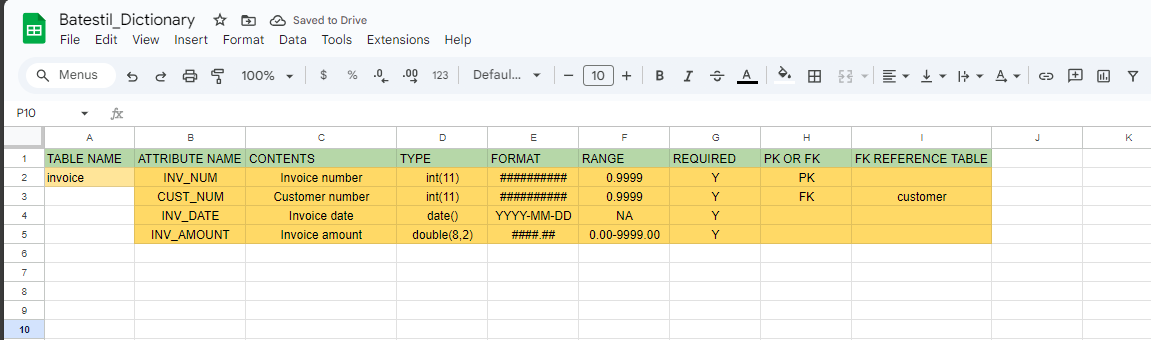 Batestil_Dictionary Saved to Drive
File Edit View Insert Format Data Tools Extensions Help
Menus 100% $ % .0 .00 123 Defaul... − 10 + B I S A
P10 fx
A B C D E F G H I J K
1 TABLE NAME ATTRIBUTE NAME CONTENTS TYPE FORMAT RANGE REQUIRED PK OR FK FK REFERENCE TABLE
2 invoice INV_NUM Invoice number int(11) ########## 0.9999 Y PK
3 CUST_NUM Customer number int(11) ########## 0.9999 Y FK customer
4 INV_DATE Invoice date date() YYYY-MM-DD NA Y
5 INV_AMOUNT Invoice amount double(8,2) ####.## 0.00-9999.00 Y
6
7
8
9
10